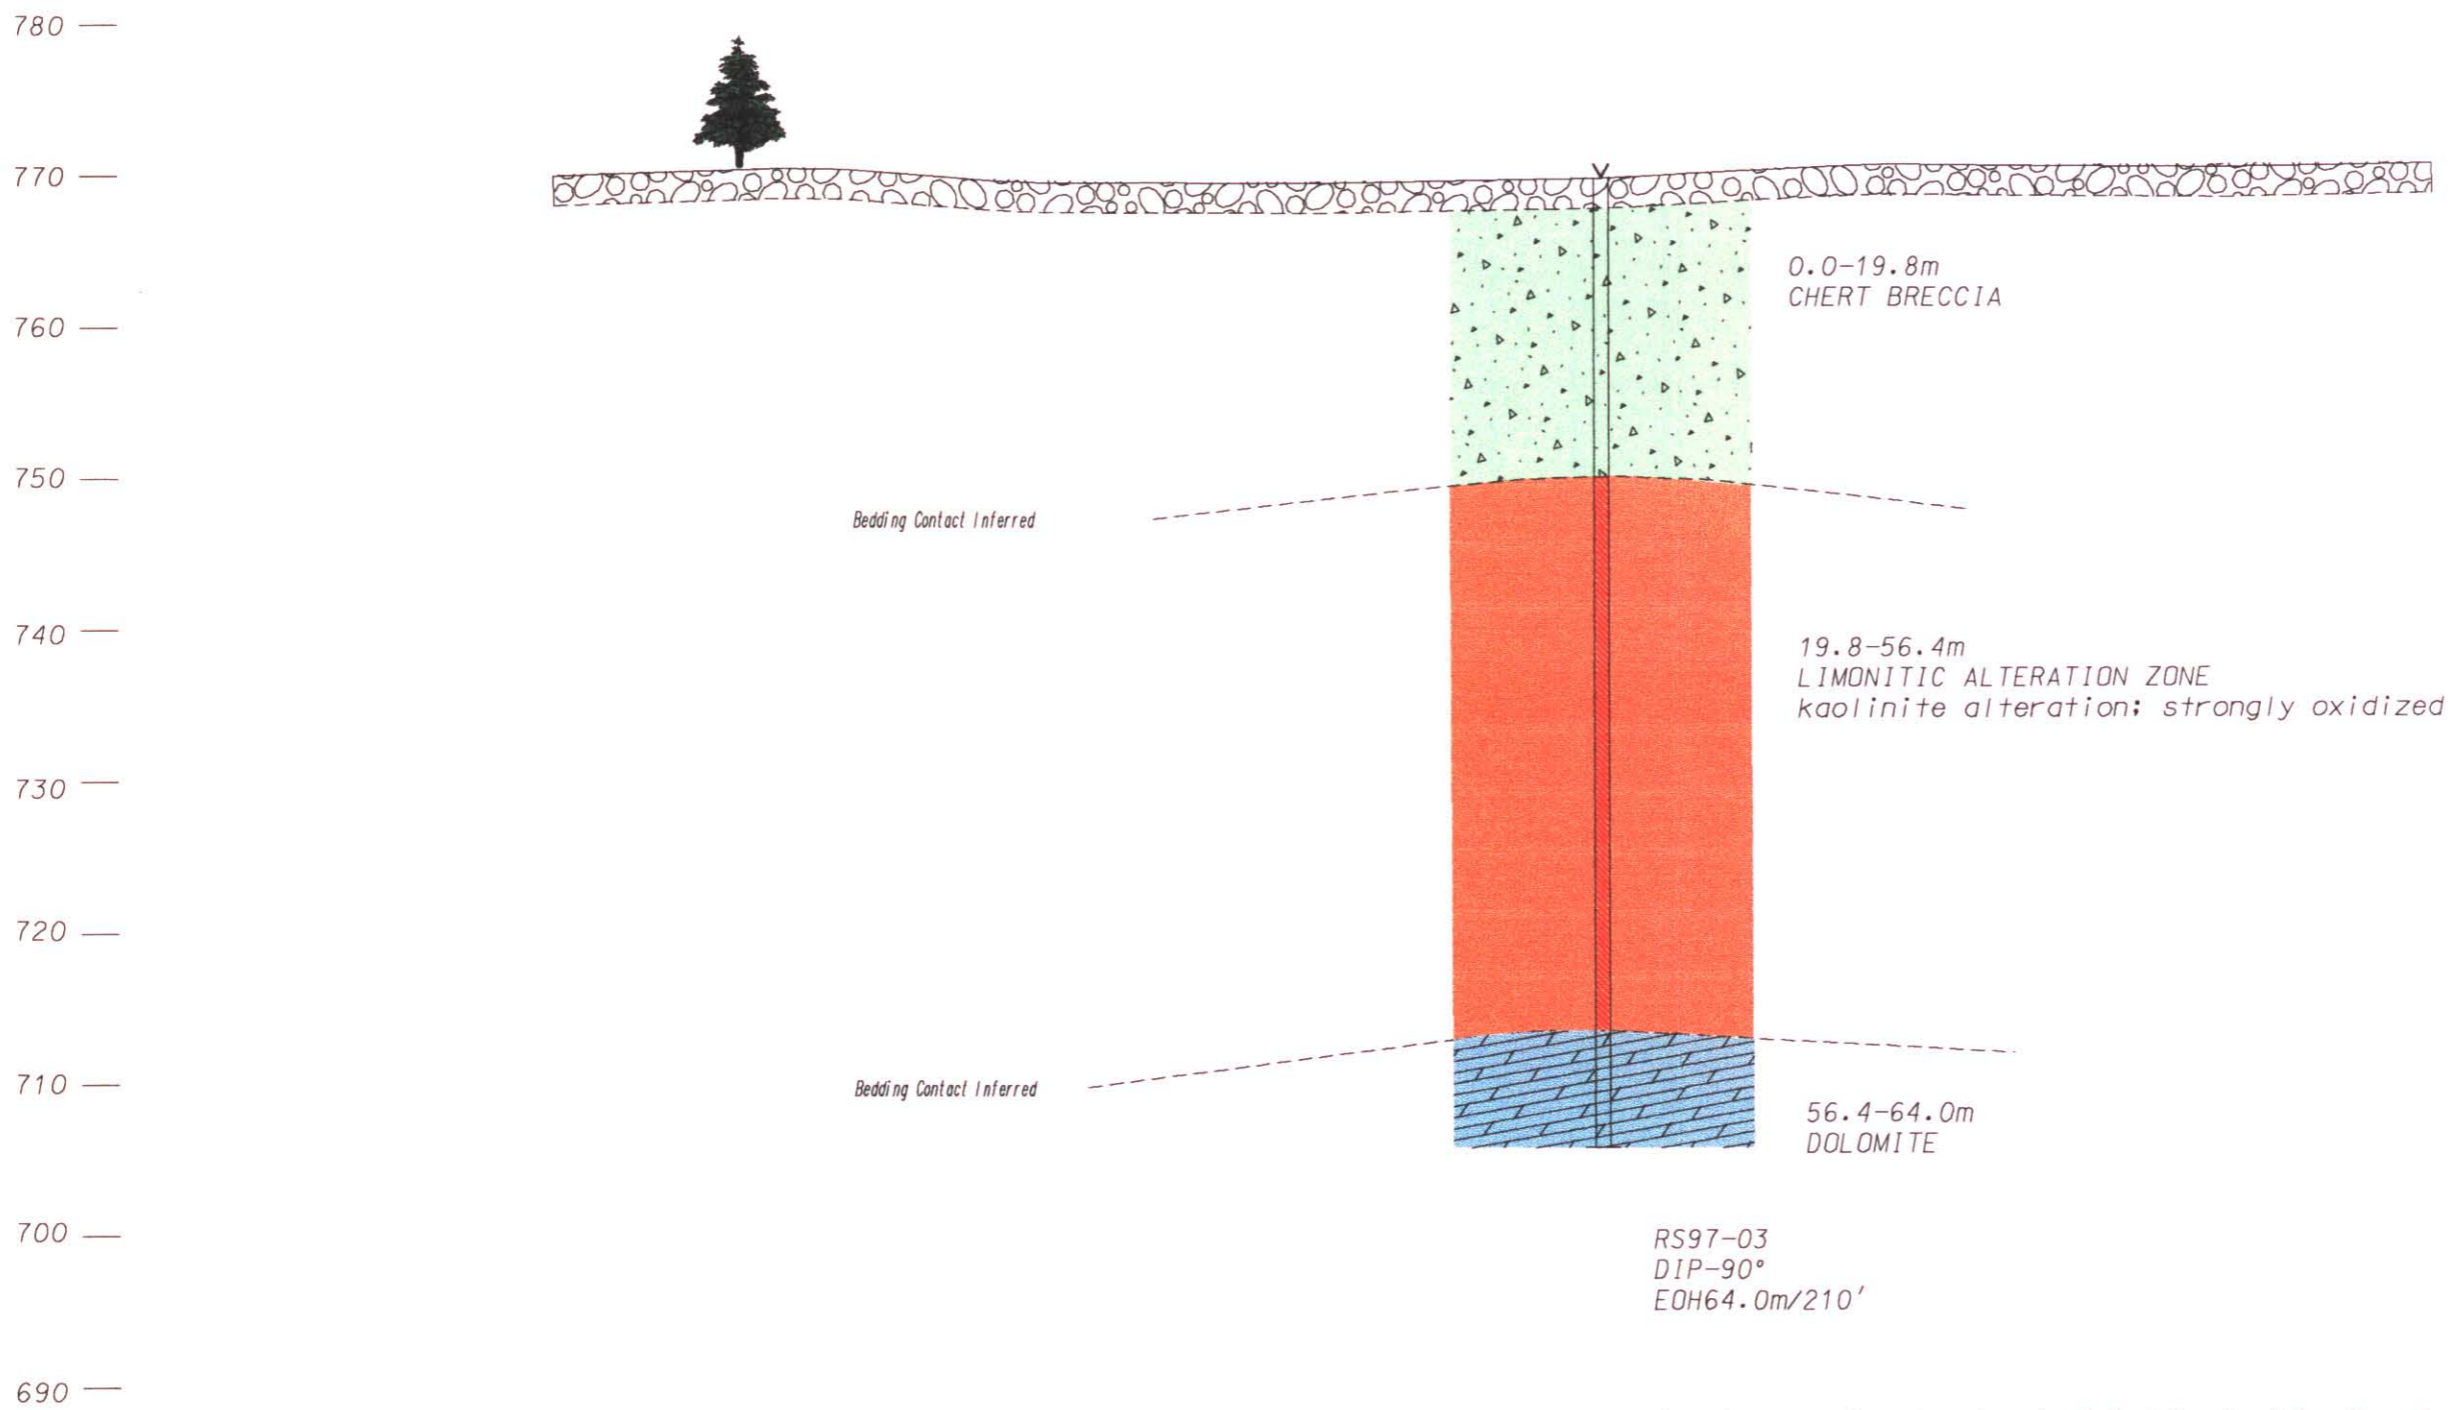 780
770
0.0-19.8m
CHERT BRECCIA
760
750
Bedding Contact Inferred
740
19.8-56.4m
LIMONITIC ALTERATION ZONE
kaolinite alteration; strongly oxidized
730
720
710
Bedding Contact Inferred
56.4-64.0m
DOLOMITE
700
RS97-03
DIP-90°
EOH64.0m/210'
690